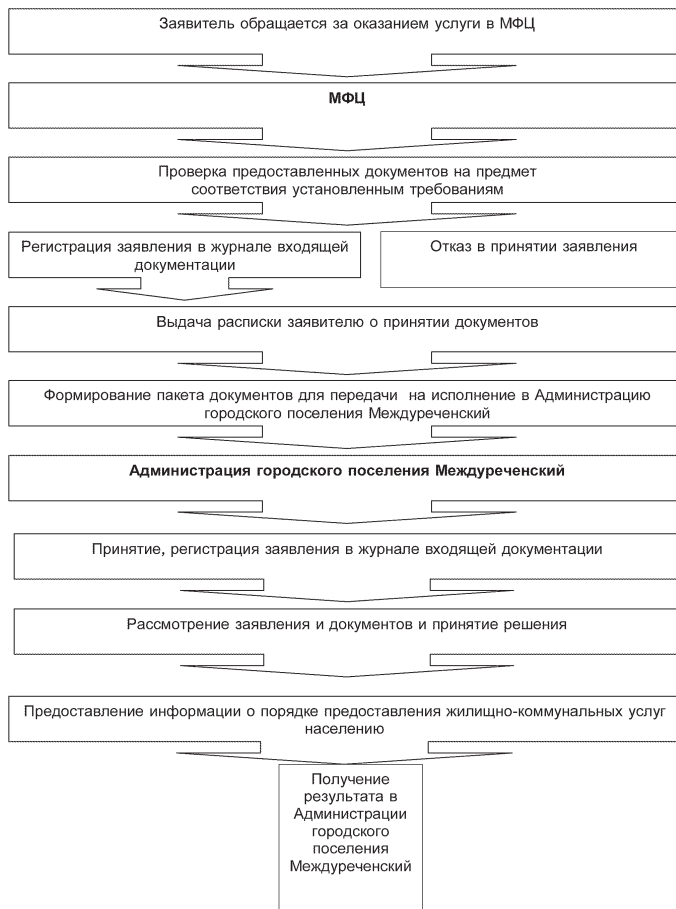 Заявитель обращается за оказанием услуги в МФЦ
МФЦ
Проверка предоставленных документов на предмет
соответствия установленным требованиям
Регистрация заявления в журнале входящей
документации
Отказ в принятии заявления
Выдача расписки заявителю о принятии документов
Формирование пакета документов для передачи на исполнение в Администрацию
городского поселения Междуреченский
Администрация городского поселения Междуреченский
Принятие, регистрация заявления в журнале входящей документации
Рассмотрение заявления и документов и принятие решения
Предоставление информации о порядке предоставления жилищно-коммунальных услуг
населению
Получение
результата в
Администрации
городского
поселения
Междуреченский